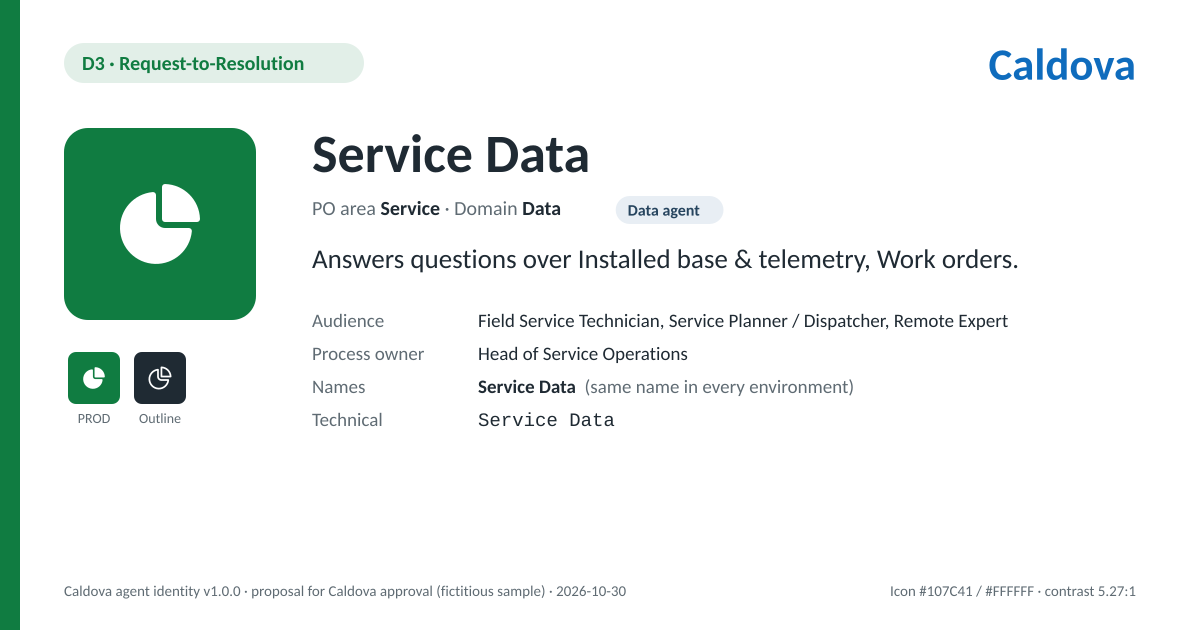 D3 · Request-to-Resolution
Caldova
Service Data
PO area Service · Domain Data
Data agent
Answers questions over Installed base & telemetry, Work orders.
Audience Field Service Technician, Service Planner / Dispatcher, Remote Expert
Process owner Head of Service Operations
Names Service Data (same name in every environment)
Technical Service Data
PROD Outline
Caldova agent identity v1.0.0 · proposal for Caldova approval (fictitious sample) · 2026-10-30
Icon #107C41 / #FFFFFF · contrast 5.27:1